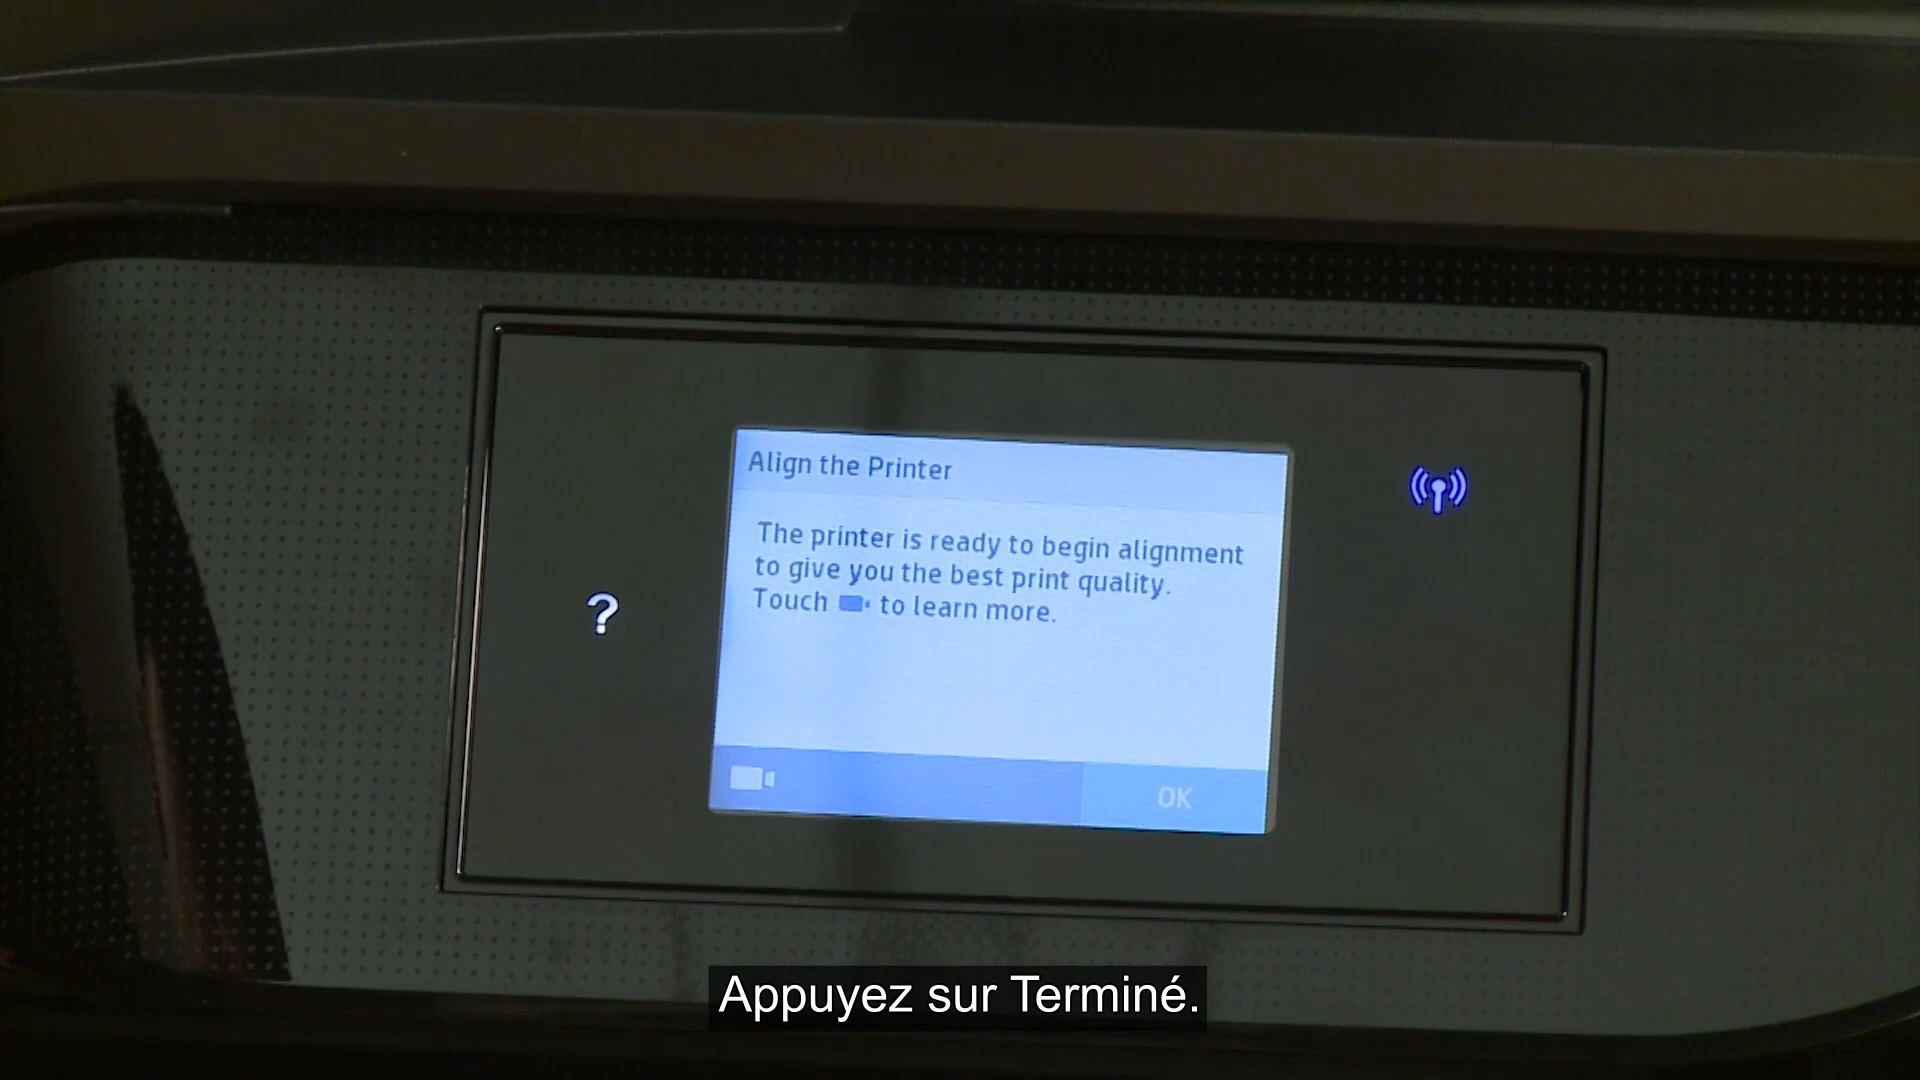 Align the Printer
The printer is ready to begin alignment
to give you the best print quality.
Touch to learn more.
?
OK
Appuyez sur Terminé.